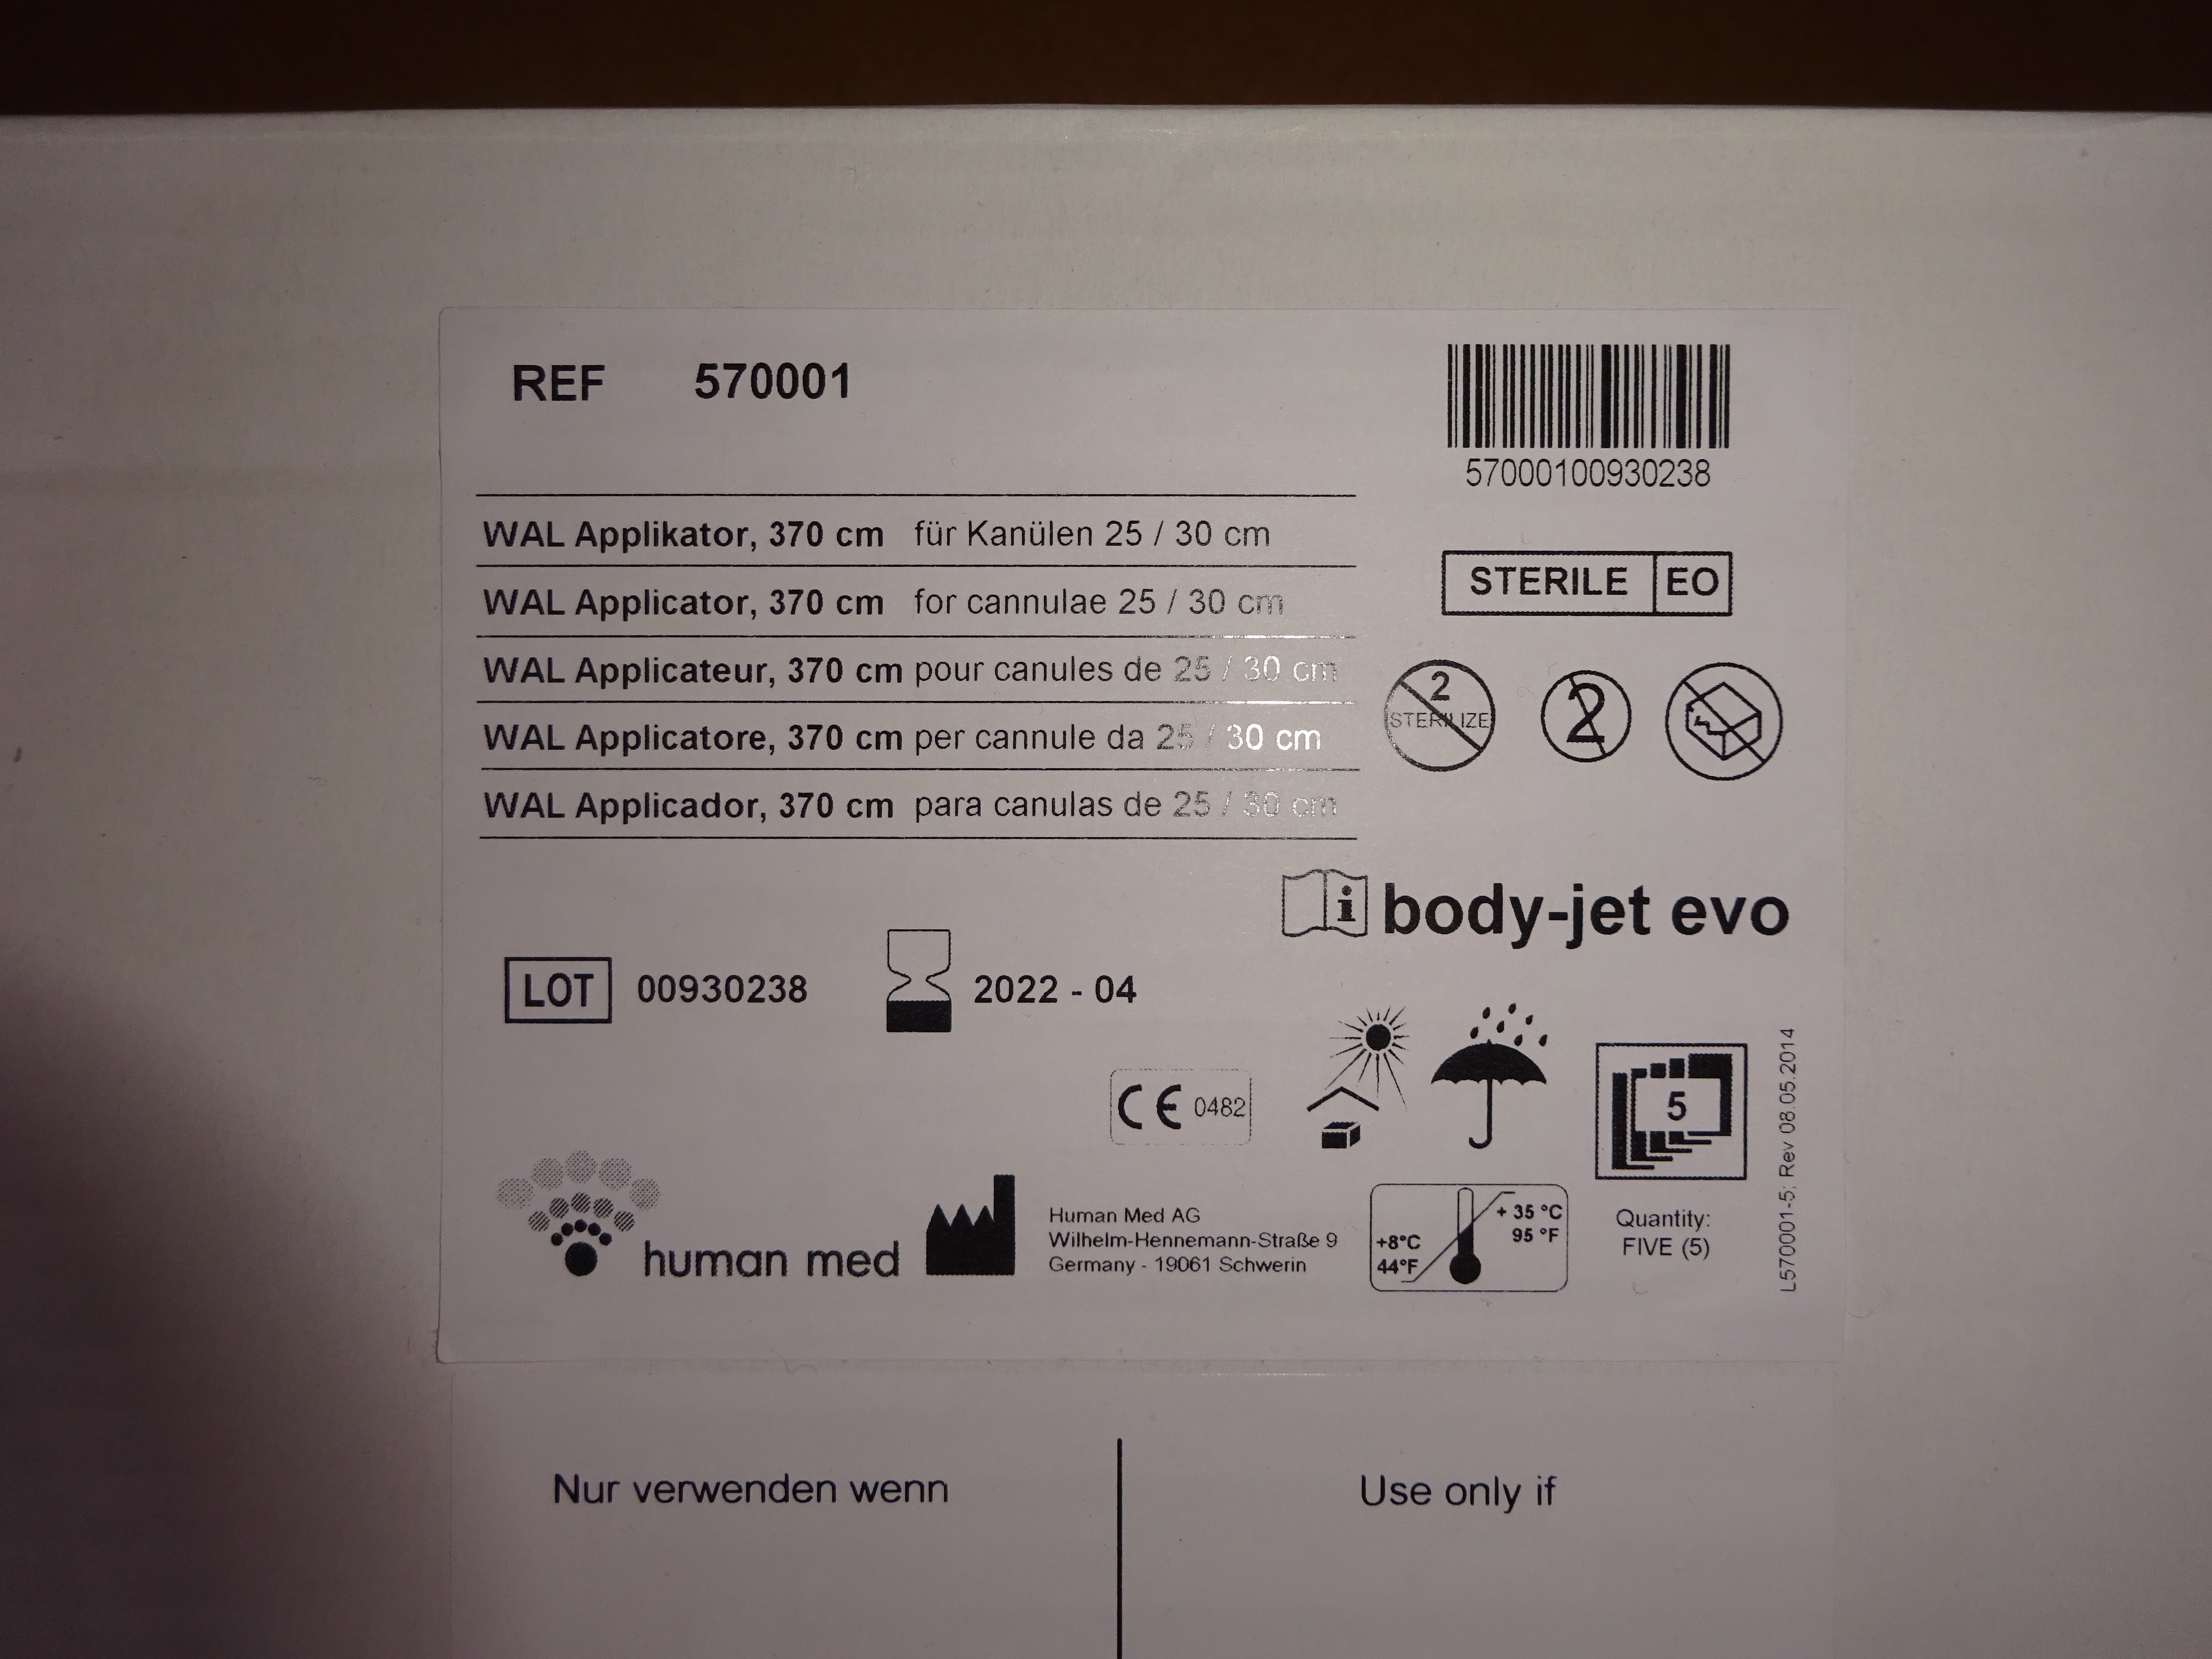 REF 570001
57000100930238
WAL Applikator, 370 cm für Kanülen 25 / 30 cm
WAL Applicator, 370 cm for cannulae 25 / 30 cm
WAL Applicateur, 370 cm pour canules de 25 / 30 cm
WAL Applicatore, 370 cm per cannule da 25 / 30 cm
WAL Applicador, 370 cm para canulas de 25 / 30 cm
STERILE EO
2
STERILIZE
2
i body-jet evo
LOT 00930238 2022 - 04
CE 0482
5
Quantity:
FIVE (5)
L570001-5; Rev 08.05.2014
human med
Human Med AG
Wilhelm-Hennemann-Straße 9
Germany - 19061 Schwerin
+ 35 °C
95 °F
+8°C
44°F
Nur verwenden wenn
Use only if